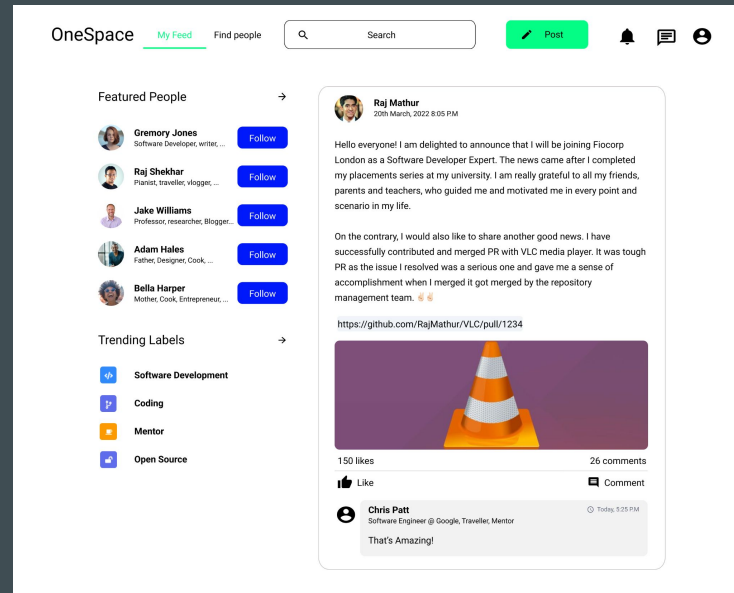 OneSpace
My Feed
Find people
Search
Post
Featured People
Gremory Jones
Software Developer, writer, ...
Follow
Raj Shekhar
Pianist, traveller, vlogger, ...
Follow
Jake Williams
Professor, researcher, Blogger...
Follow
Adam Hales
Father, Designer, Cook, ...
Follow
Bella Harper
Mother, Cook, Entrepreneur, ...
Follow
Trending Labels
Software Development
Coding
Mentor
Open Source
Raj Mathur
20th March, 2022 8:05 P.M
Hello everyone! I am delighted to announce that I will be joining Fiocorp
London as a Software Developer Expert. The news came after I completed
my placements series at my university. I am really grateful to all my friends,
parents and teachers, who guided me and motivated me in every point and
scenario in my life.
On the contrary, I would also like to share another good news. I have
successfully contributed and merged PR with VLC media player. It was tough
PR as the issue I resolved was a serious one and gave me a sense of
accomplishment when I merged it got merged by the repository
management team. ✌🏻✌🏻
https://github.com/RajMathur/VLC/pull/1234
150 likes
26 comments
Like
Comment
Chris Patt
Today, 5:25 P.M
Software Engineer @ Google, Traveller, Mentor
That's Amazing!